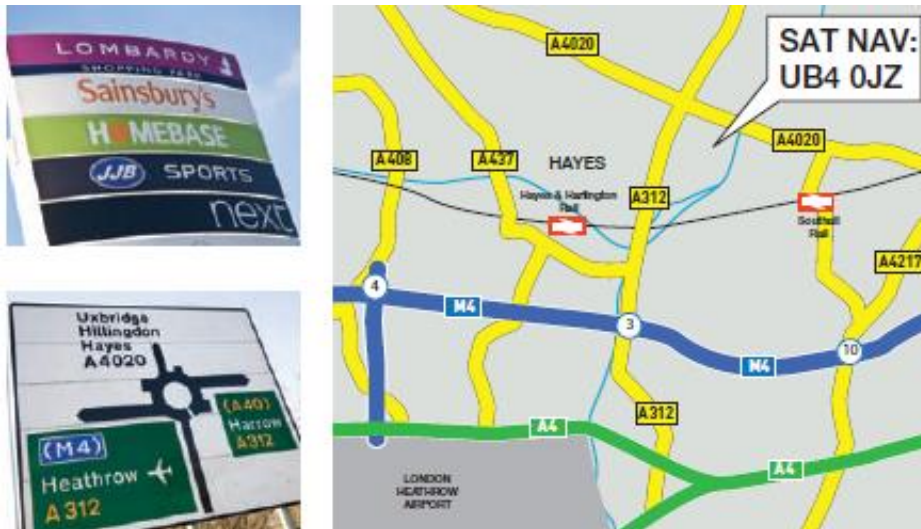 LOMBARDY
SHOPPING PARK
Sainsbury's
HOMEBASE
JJB SPORTS
next
Uxbridge
Hillingdon
Hayes
A4020
(M4)
Heathrow
A312
(A40)
Harrow
A312
A4020
SAT NAV:
UB4 0JZ
A4020
A408
A437
HAYES
Hayes & Harlington
Rail
A312
Southall
Rail
A4217
4
M4
3
10
M4
A312
A4
A4
LONDON
HEATHROW
AIRPORT